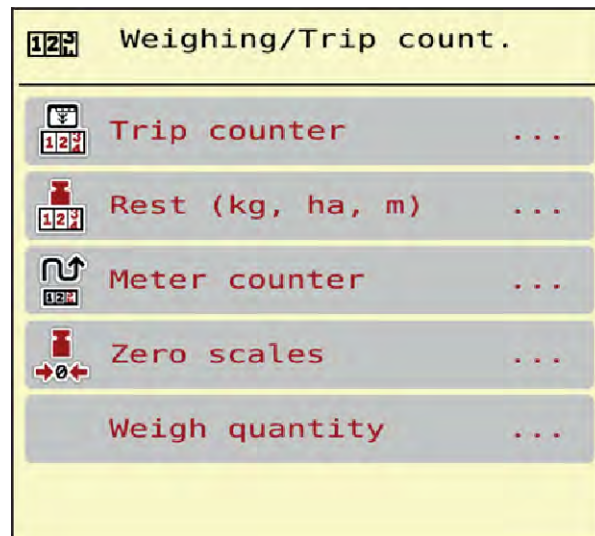 Weighing/Trip count.
Trip counter ...
Rest (kg, ha, m) ...
Meter counter ...
Zero scales ...
Weigh quantity ...